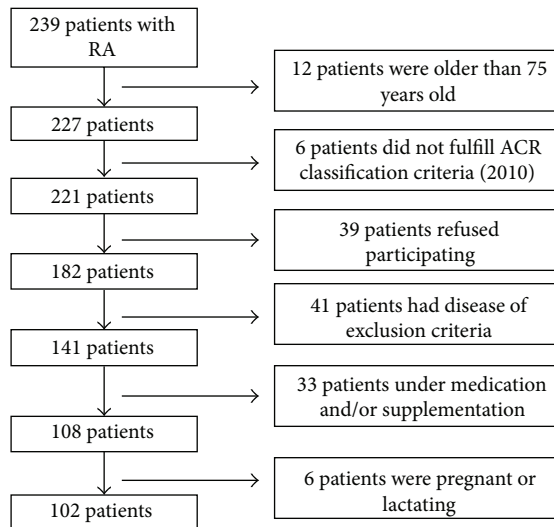 239 patients with
RA
12 patients were older than 75
years old
227 patients
6 patients did not fulfill ACR
classification criteria (2010)
221 patients
39 patients refused
participating
182 patients
41 patients had disease of
exclusion criteria
141 patients
33 patients under medication
and/or supplementation
108 patients
6 patients were pregnant or
lactating
102 patients